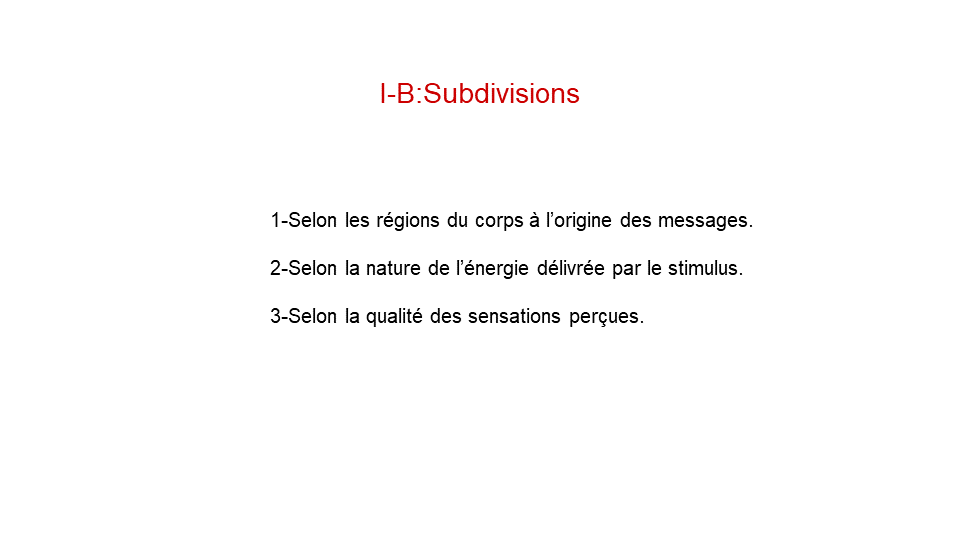 I-B:Subdivisions
1-Selon les régions du corps à l’origine des messages.
2-Selon la nature de l’énergie délivrée par le stimulus.
3-Selon la qualité des sensations perçues.